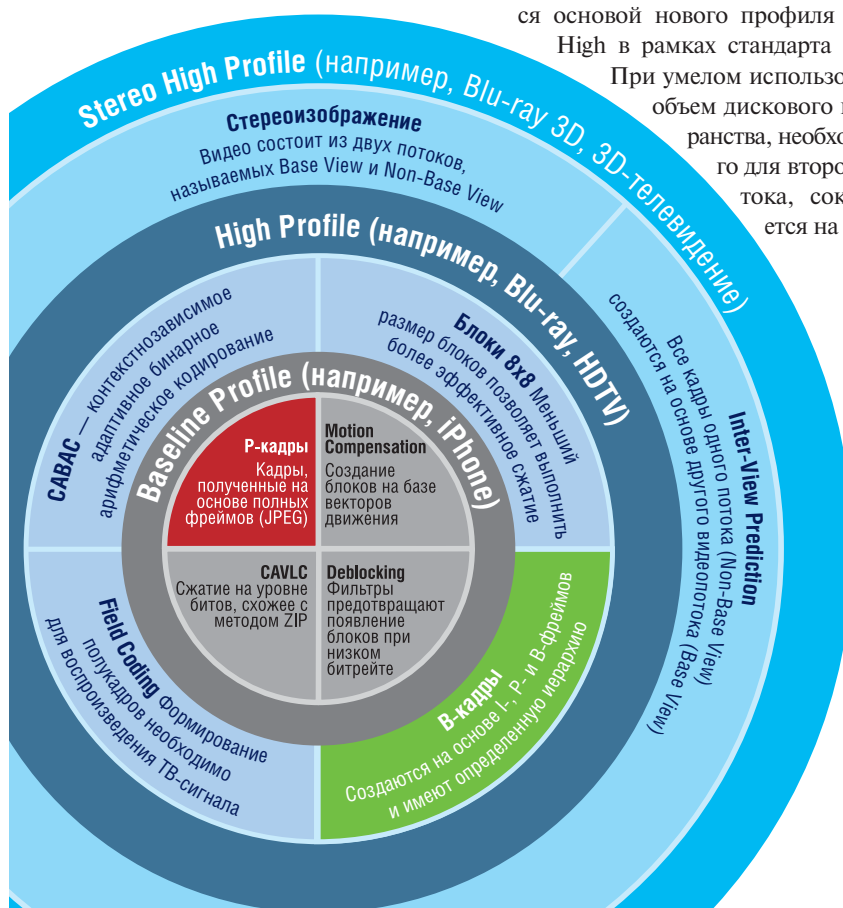 ся основой нового профиля
High в рамках стандарта
При умелом использо
объем дискового п
ранства, необхо
го для второ
тока, сок
ется на
Stereo High Profile (например, Blu-ray 3D, 3D-телевидение)
Стереоизображение
Видео состоит из двух потоков,
называемых Base View и Non-Base View
High Profile (например, Blu-ray, HDTV)
CABAC — контекстнозависимое
адаптивное бинарное
арифметическое кодирование
Блоки 8x8 Меньший
размер блоков позволяет выполнить
более эффективное сжатие
Inter-View Prediction
Все кадры одного потока (Non-Base View)
создаются на основе другого видеопотока (Base View)
Baseline Profile (например, iPhone)
P-кадры
Кадры,
полученные на
основе полных
фреймов (JPEG)
Motion
Compensation
Создание
блоков на базе
векторов
движения
CAVLC
Сжатие на уровне
битов, схожее с
методом ZIP
Deblocking
Фильтры
предотвращают
появление
блоков при
низком
битрейте
Field Coding Формирование
полукадров необходимо
для воспроизведения ТВ-сигнала
B-кадры
Создаются на основе I-, P- и B-фреймов
и имеют определенную иерархию